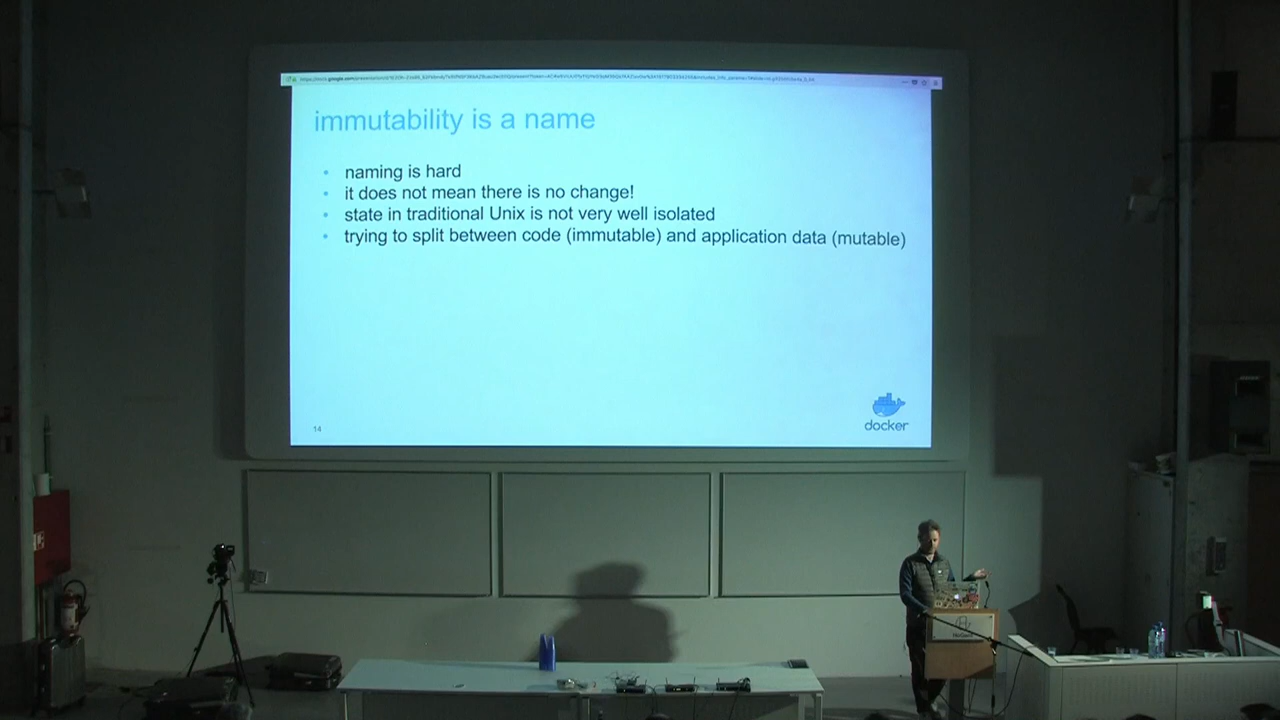 immutability is a name
naming is hard
it does not mean there is no change!
state in traditional Unix is not very well isolated
trying to split between code (immutable) and application data (mutable)
14
docker